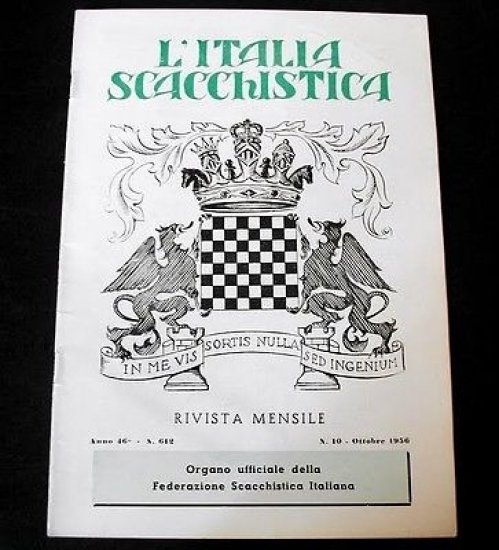 L'ITALIA
SCACCHISTICA
IN ME VIS SORTIS NULLA SED INGENIUM
RIVISTA MENSILE
Anno 46° - N. 612 N. 10 - Ottobre 1956
Organo ufficiale della
Federazione Scacchistica Italiana